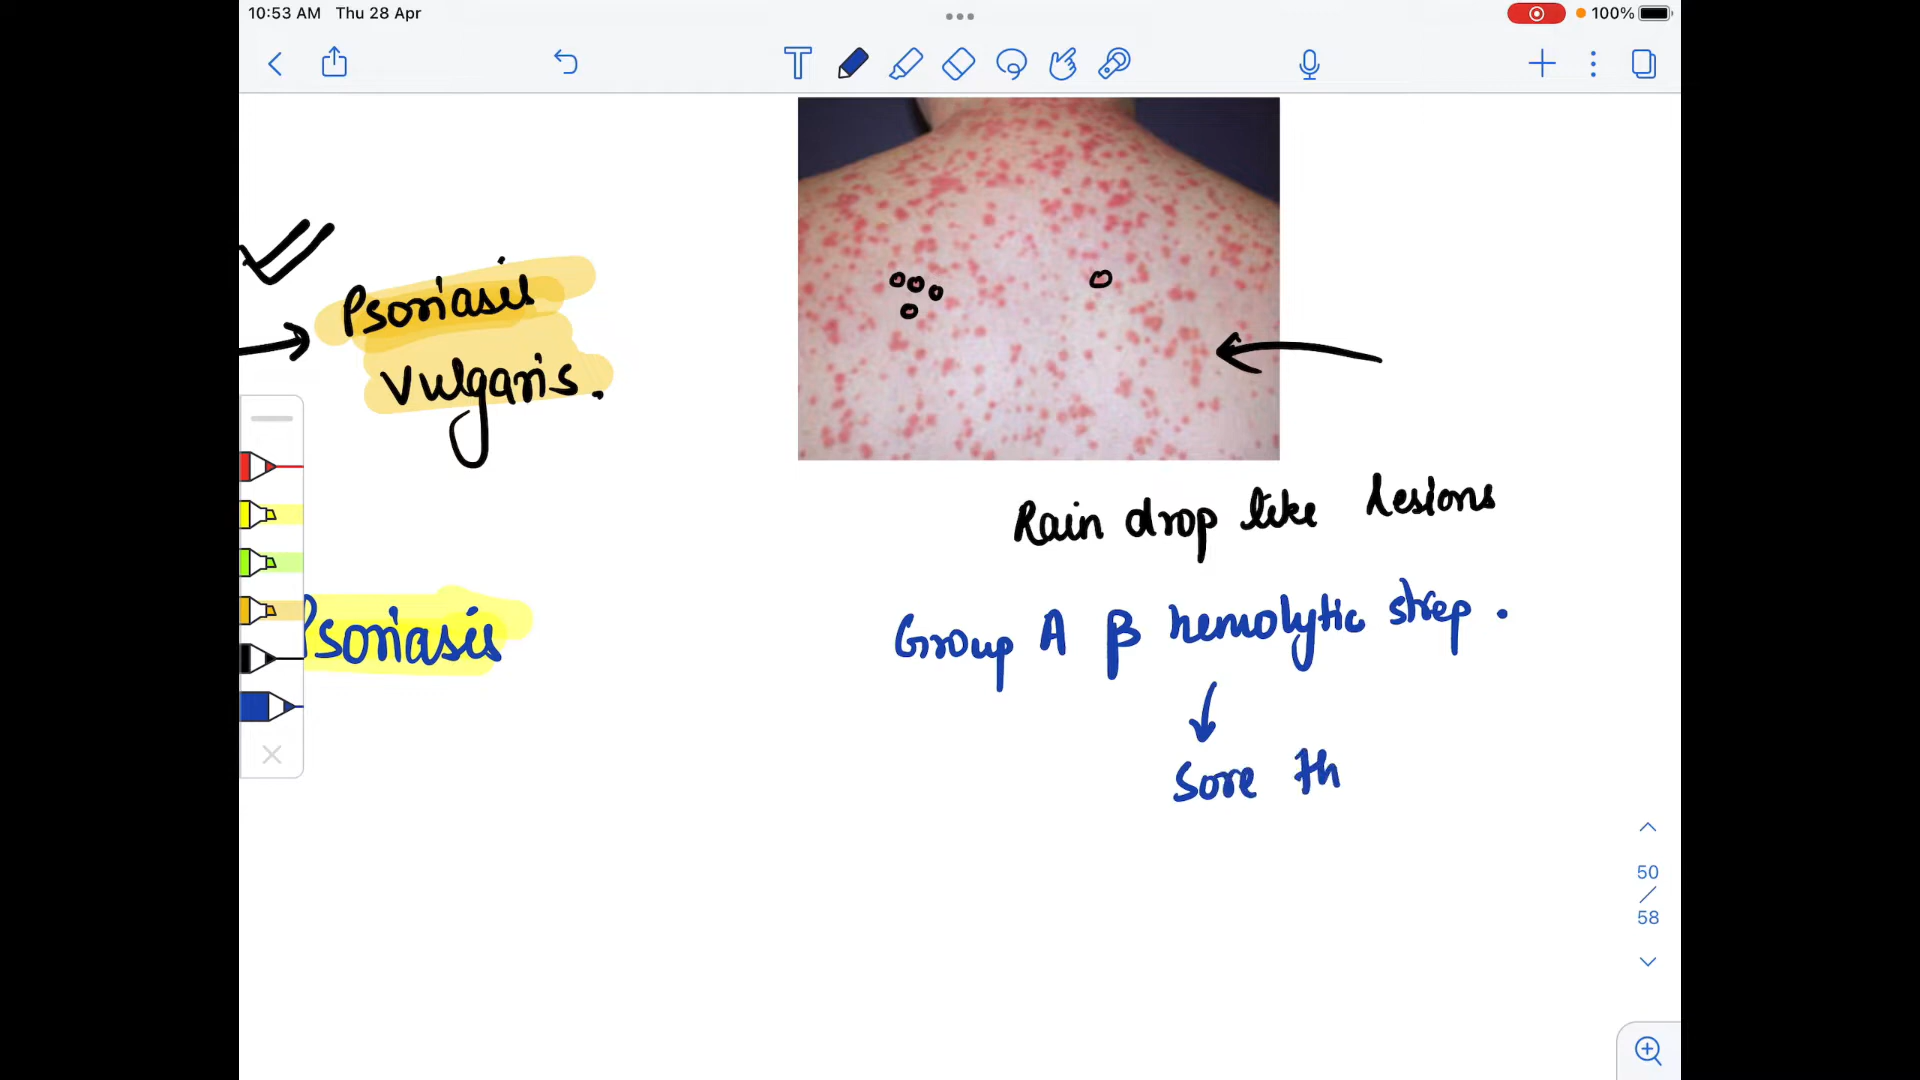 10:53 AM Thu 28 Apr
100%
T
Psoriasis
Vulgaris.
Rain drop like Lesions
Group A β hemolytic strep.
Psoriasis
Sore th
50
58